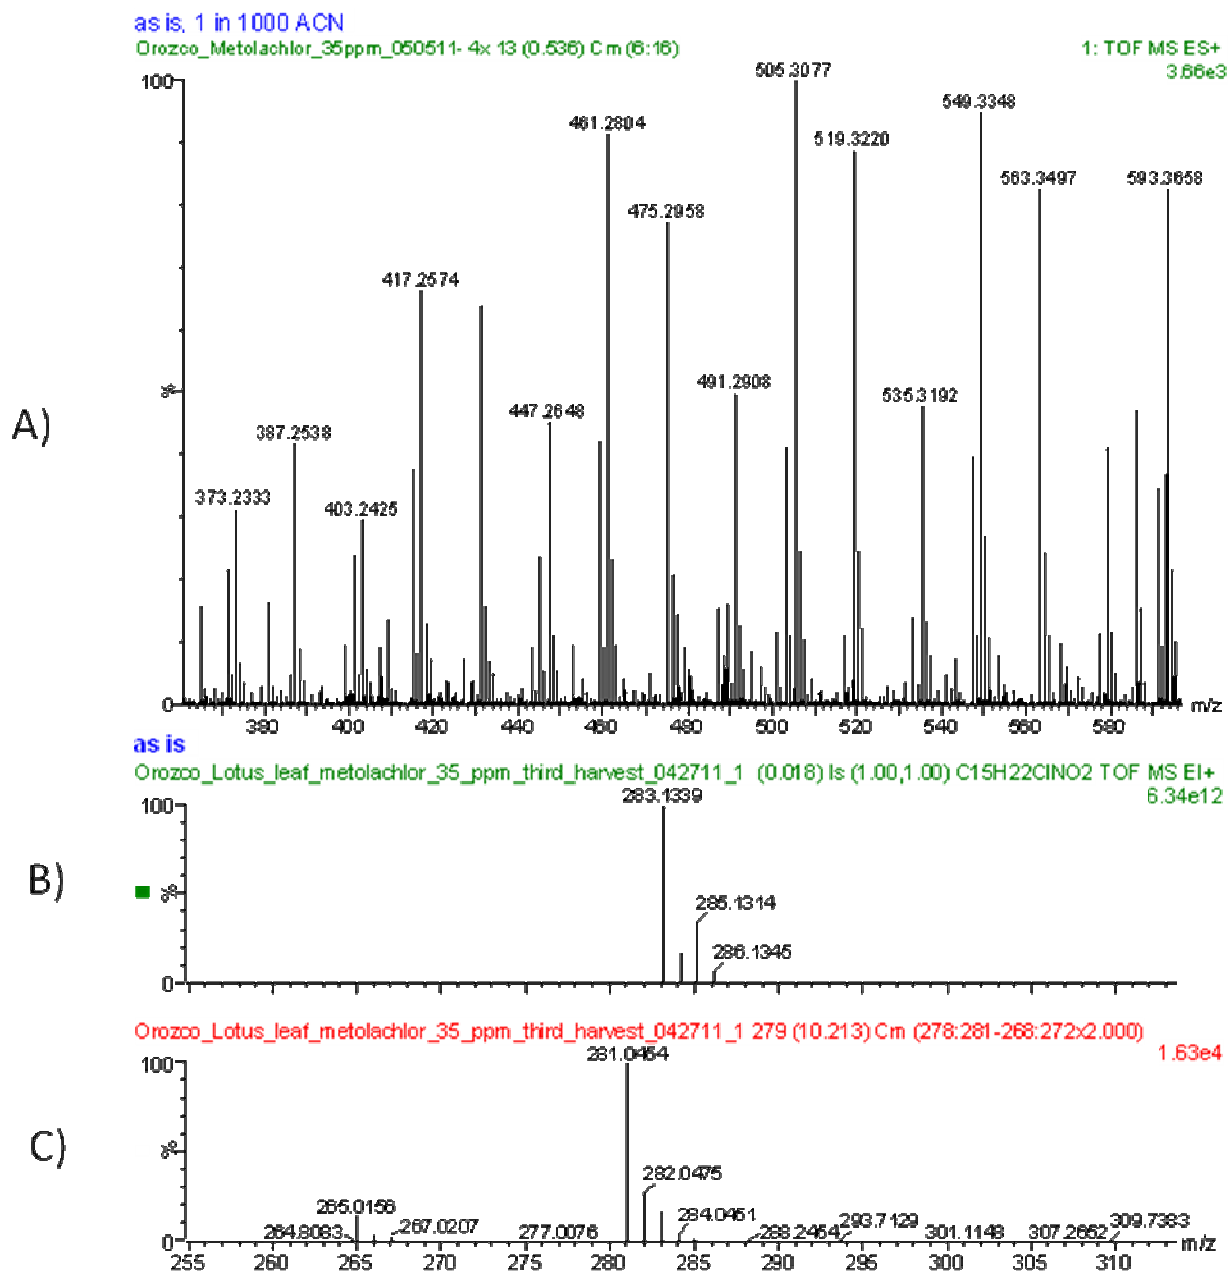 as is, 1 in 1000 ACN
Orozco_Metolachlor_35ppm_050511- 4x 13 (0.536) Cm (6:16)
1: TOF MS ES+
3.66e3
100
505.3077
549.3348
461.2804
519.3220
563.3497
593.3658
475.2958
417.2574
%
491.2908
535.3192
A)
447.2648
387.2538
373.2333
403.2425
0
m/z
380 400 420 440 460 480 500 520 540 560 580
as is
Orozco_Lotus_leaf_metolachlor_35_ppm_third_harvest_042711_1 (0.018) Is (1.00,1.00) C15H22ClNO2 TOF MS EI+
6.34e12
100
283.1339
B)
%
285.1314
286.1345
0
Orozco_Lotus_leaf_metolachlor_35_ppm_third_harvest_042711_1 279 (10.213) Cm (278:281-268:272x2.000)
1.63e4
100
281.0454
C)
%
282.0475
265.0156
284.0451
264.8083 267.0207 277.0076 288.2454 293.7129 301.1148 307.2662 309.7383
0
m/z
255 260 265 270 275 280 285 290 295 300 305 310